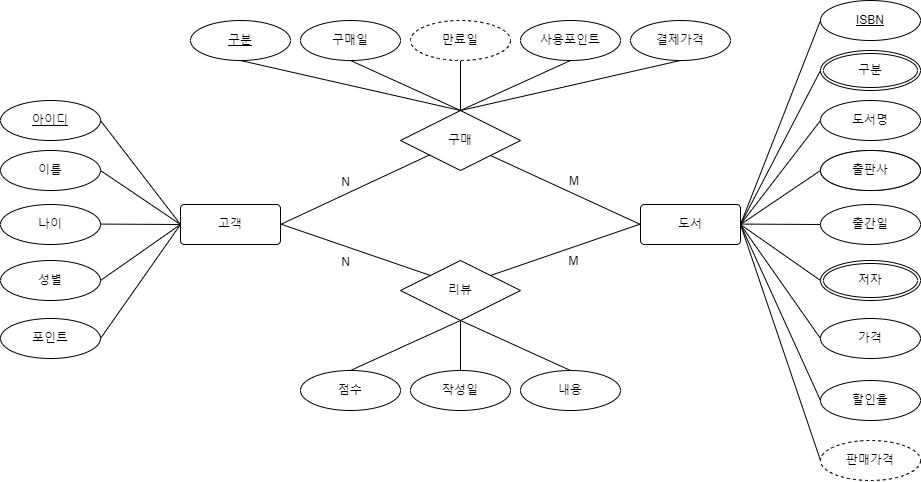 구분
구매일
만료일
사용포인트
결제가격
구매
아이디
이름
나이
성별
포인트
고객
N
M
N
M
도서
리뷰
점수
작성일
내용
ISBN
구분
도서명
출판사
출간일
저자
가격
할인율
판매가격